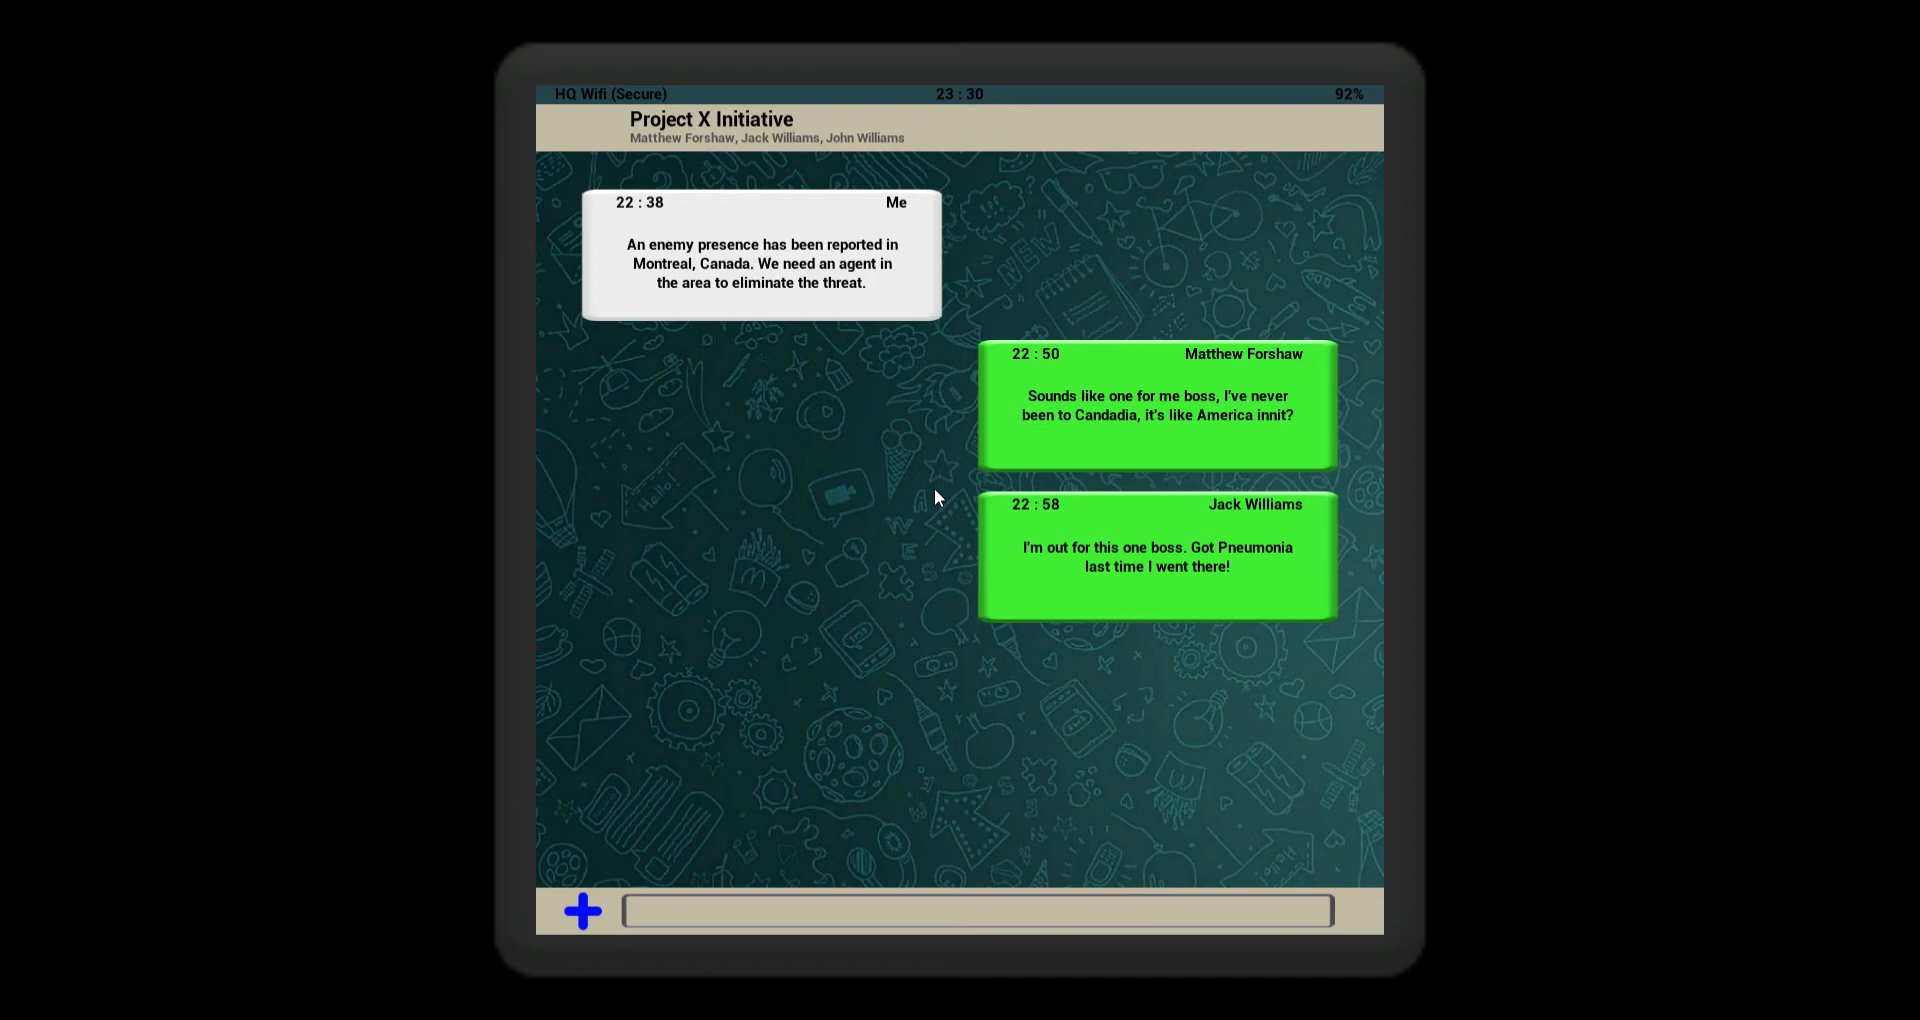 HQ Wifi (Secure) 23 : 30 92%
Project X Initiative
Matthew Forshaw, Jack Williams, John Williams
22 : 38 Me
An enemy presence has been reported in
Montreal, Canada. We need an agent in
the area to eliminate the threat.
22 : 50 Matthew Forshaw
Sounds like one for me boss, I've never
been to Candadia, it's like America innit?
22 : 58 Jack Williams
I'm out for this one boss. Got Pneumonia
last time I went there!
NEW
Hello!